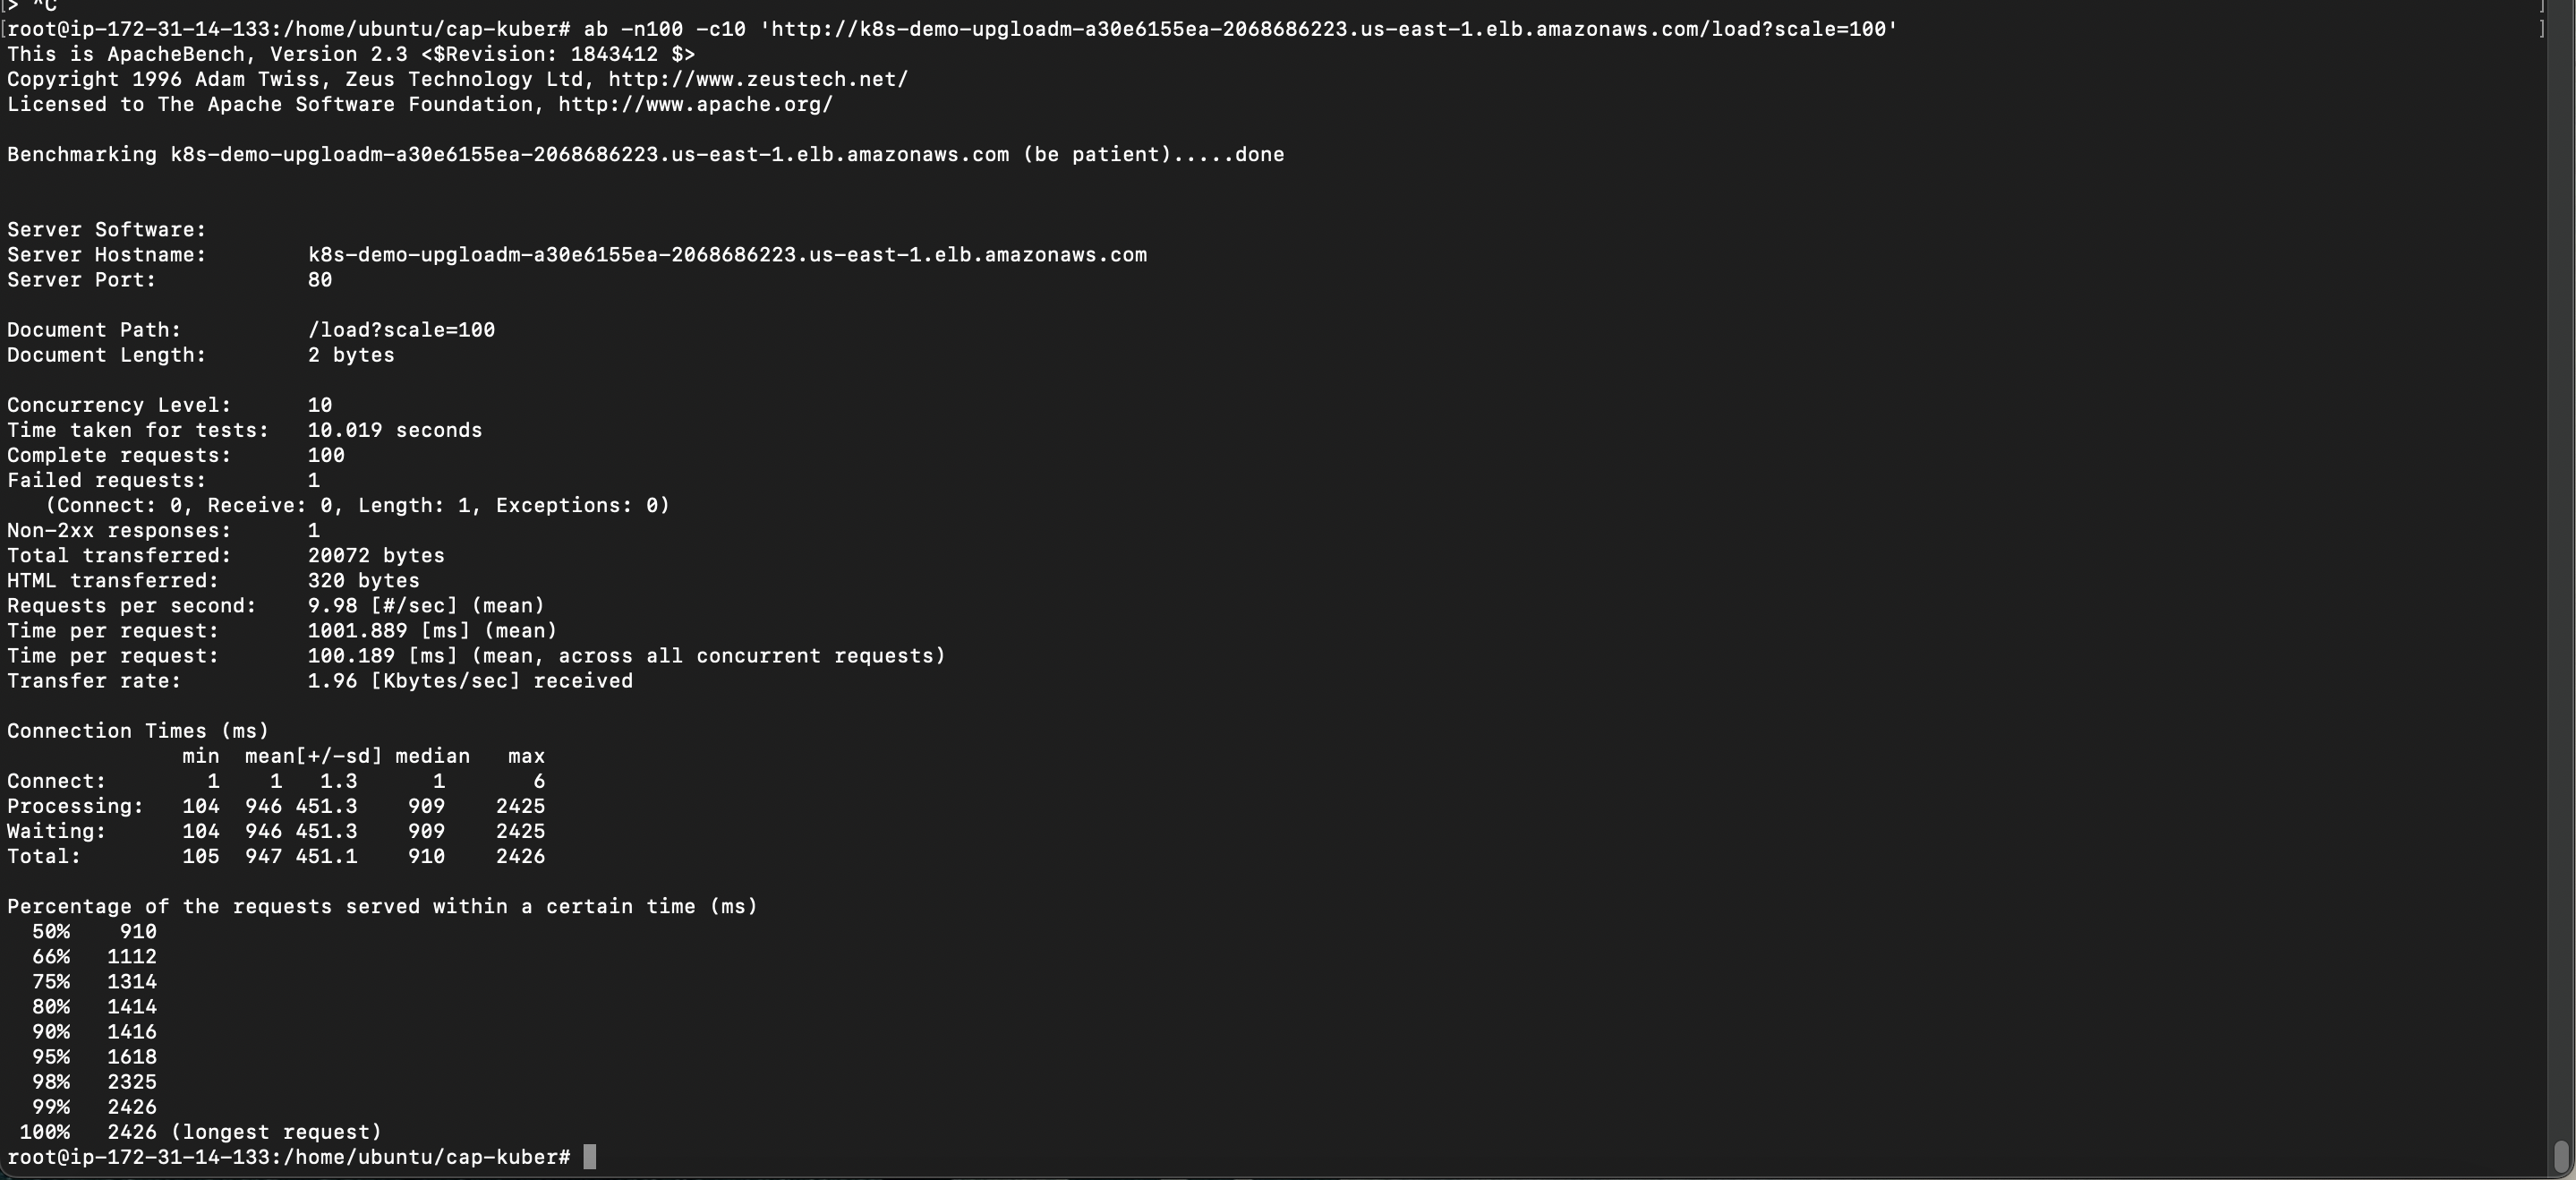 > ^C
[root@ip-172-31-14-133:/home/ubuntu/cap-kuber# ab -n100 -c10 'http://k8s-demo-upgloadm-a30e6155ea-2068686223.us-east-1.elb.amazonaws.com/load?scale=100' ]
This is ApacheBench, Version 2.3 <$Revision: 1843412 $>
Copyright 1996 Adam Twiss, Zeus Technology Ltd, http://www.zeustech.net/
Licensed to The Apache Software Foundation, http://www.apache.org/

Benchmarking k8s-demo-upgloadm-a30e6155ea-2068686223.us-east-1.elb.amazonaws.com (be patient).....done


Server Software:
Server Hostname:        k8s-demo-upgloadm-a30e6155ea-2068686223.us-east-1.elb.amazonaws.com
Server Port:            80

Document Path:          /load?scale=100
Document Length:        2 bytes

Concurrency Level:      10
Time taken for tests:   10.019 seconds
Complete requests:      100
Failed requests:        1
   (Connect: 0, Receive: 0, Length: 1, Exceptions: 0)
Non-2xx responses:      1
Total transferred:      20072 bytes
HTML transferred:       320 bytes
Requests per second:    9.98 [#/sec] (mean)
Time per request:       1001.889 [ms] (mean)
Time per request:       100.189 [ms] (mean, across all concurrent requests)
Transfer rate:          1.96 [Kbytes/sec] received

Connection Times (ms)
              min  mean[+/-sd] median   max
Connect:        1    1   1.3      1       6
Processing:   104  946 451.3    909    2425
Waiting:      104  946 451.3    909    2425
Total:        105  947 451.1    910    2426

Percentage of the requests served within a certain time (ms)
  50%    910
  66%   1112
  75%   1314
  80%   1414
  90%   1416
  95%   1618
  98%   2325
  99%   2426
 100%   2426 (longest request)
root@ip-172-31-14-133:/home/ubuntu/cap-kuber#